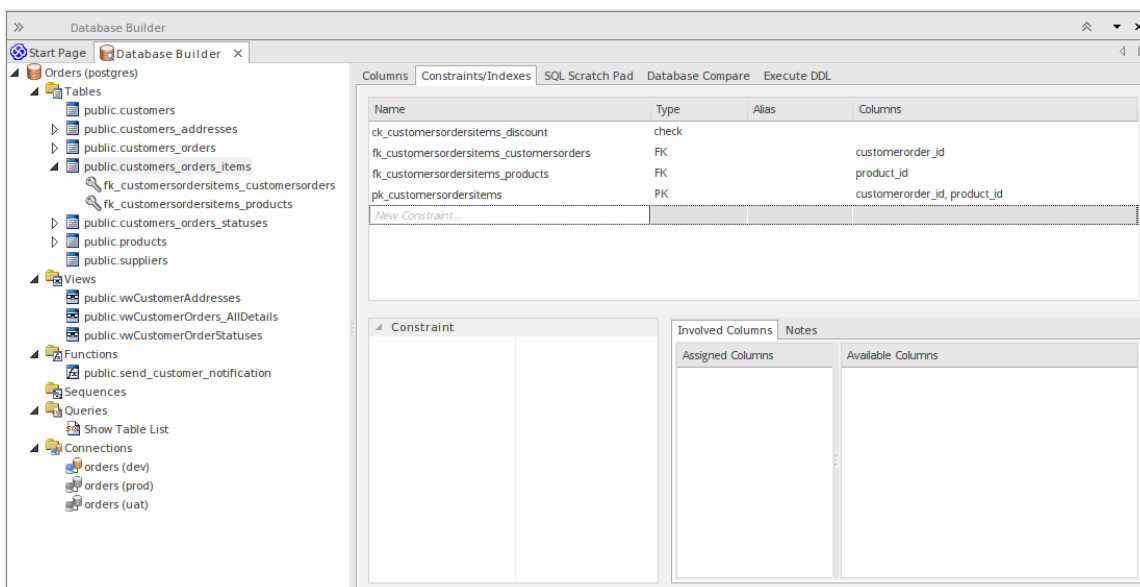 Database Builder
Start Page
Database Builder
Orders (postgres)
Tables
public.customers
public.customers_addresses
public.customers_orders
public.customers_orders_items
fk_customersordersitems_customersorders
fk_customersordersitems_products
public.customers_orders_statuses
public.products
public.suppliers
Views
public.vwCustomerAddresses
public.vwCustomerOrders_AllDetails
public.vwCustomerOrderStatuses
Functions
public.send_customer_notification
Sequences
Queries
Show Table List
Connections
orders (dev)
orders (prod)
orders (uat)
Columns Constraints/Indexes SQL Scratch Pad Database Compare Execute DDL
Name Type Alias Columns
ck_customersordersitems_discount check
fk_customersordersitems_customersorders FK customerorder_id
fk_customersordersitems_products FK product_id
pk_customersordersitems PK customerorder_id, product_id
New Constraint...
Constraint
Involved Columns Notes
Assigned Columns Available Columns